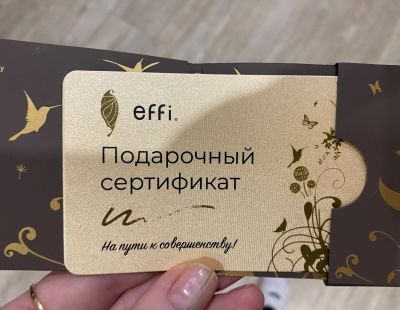 effi.
Подарочный
сертификат
На пути к совершенству!